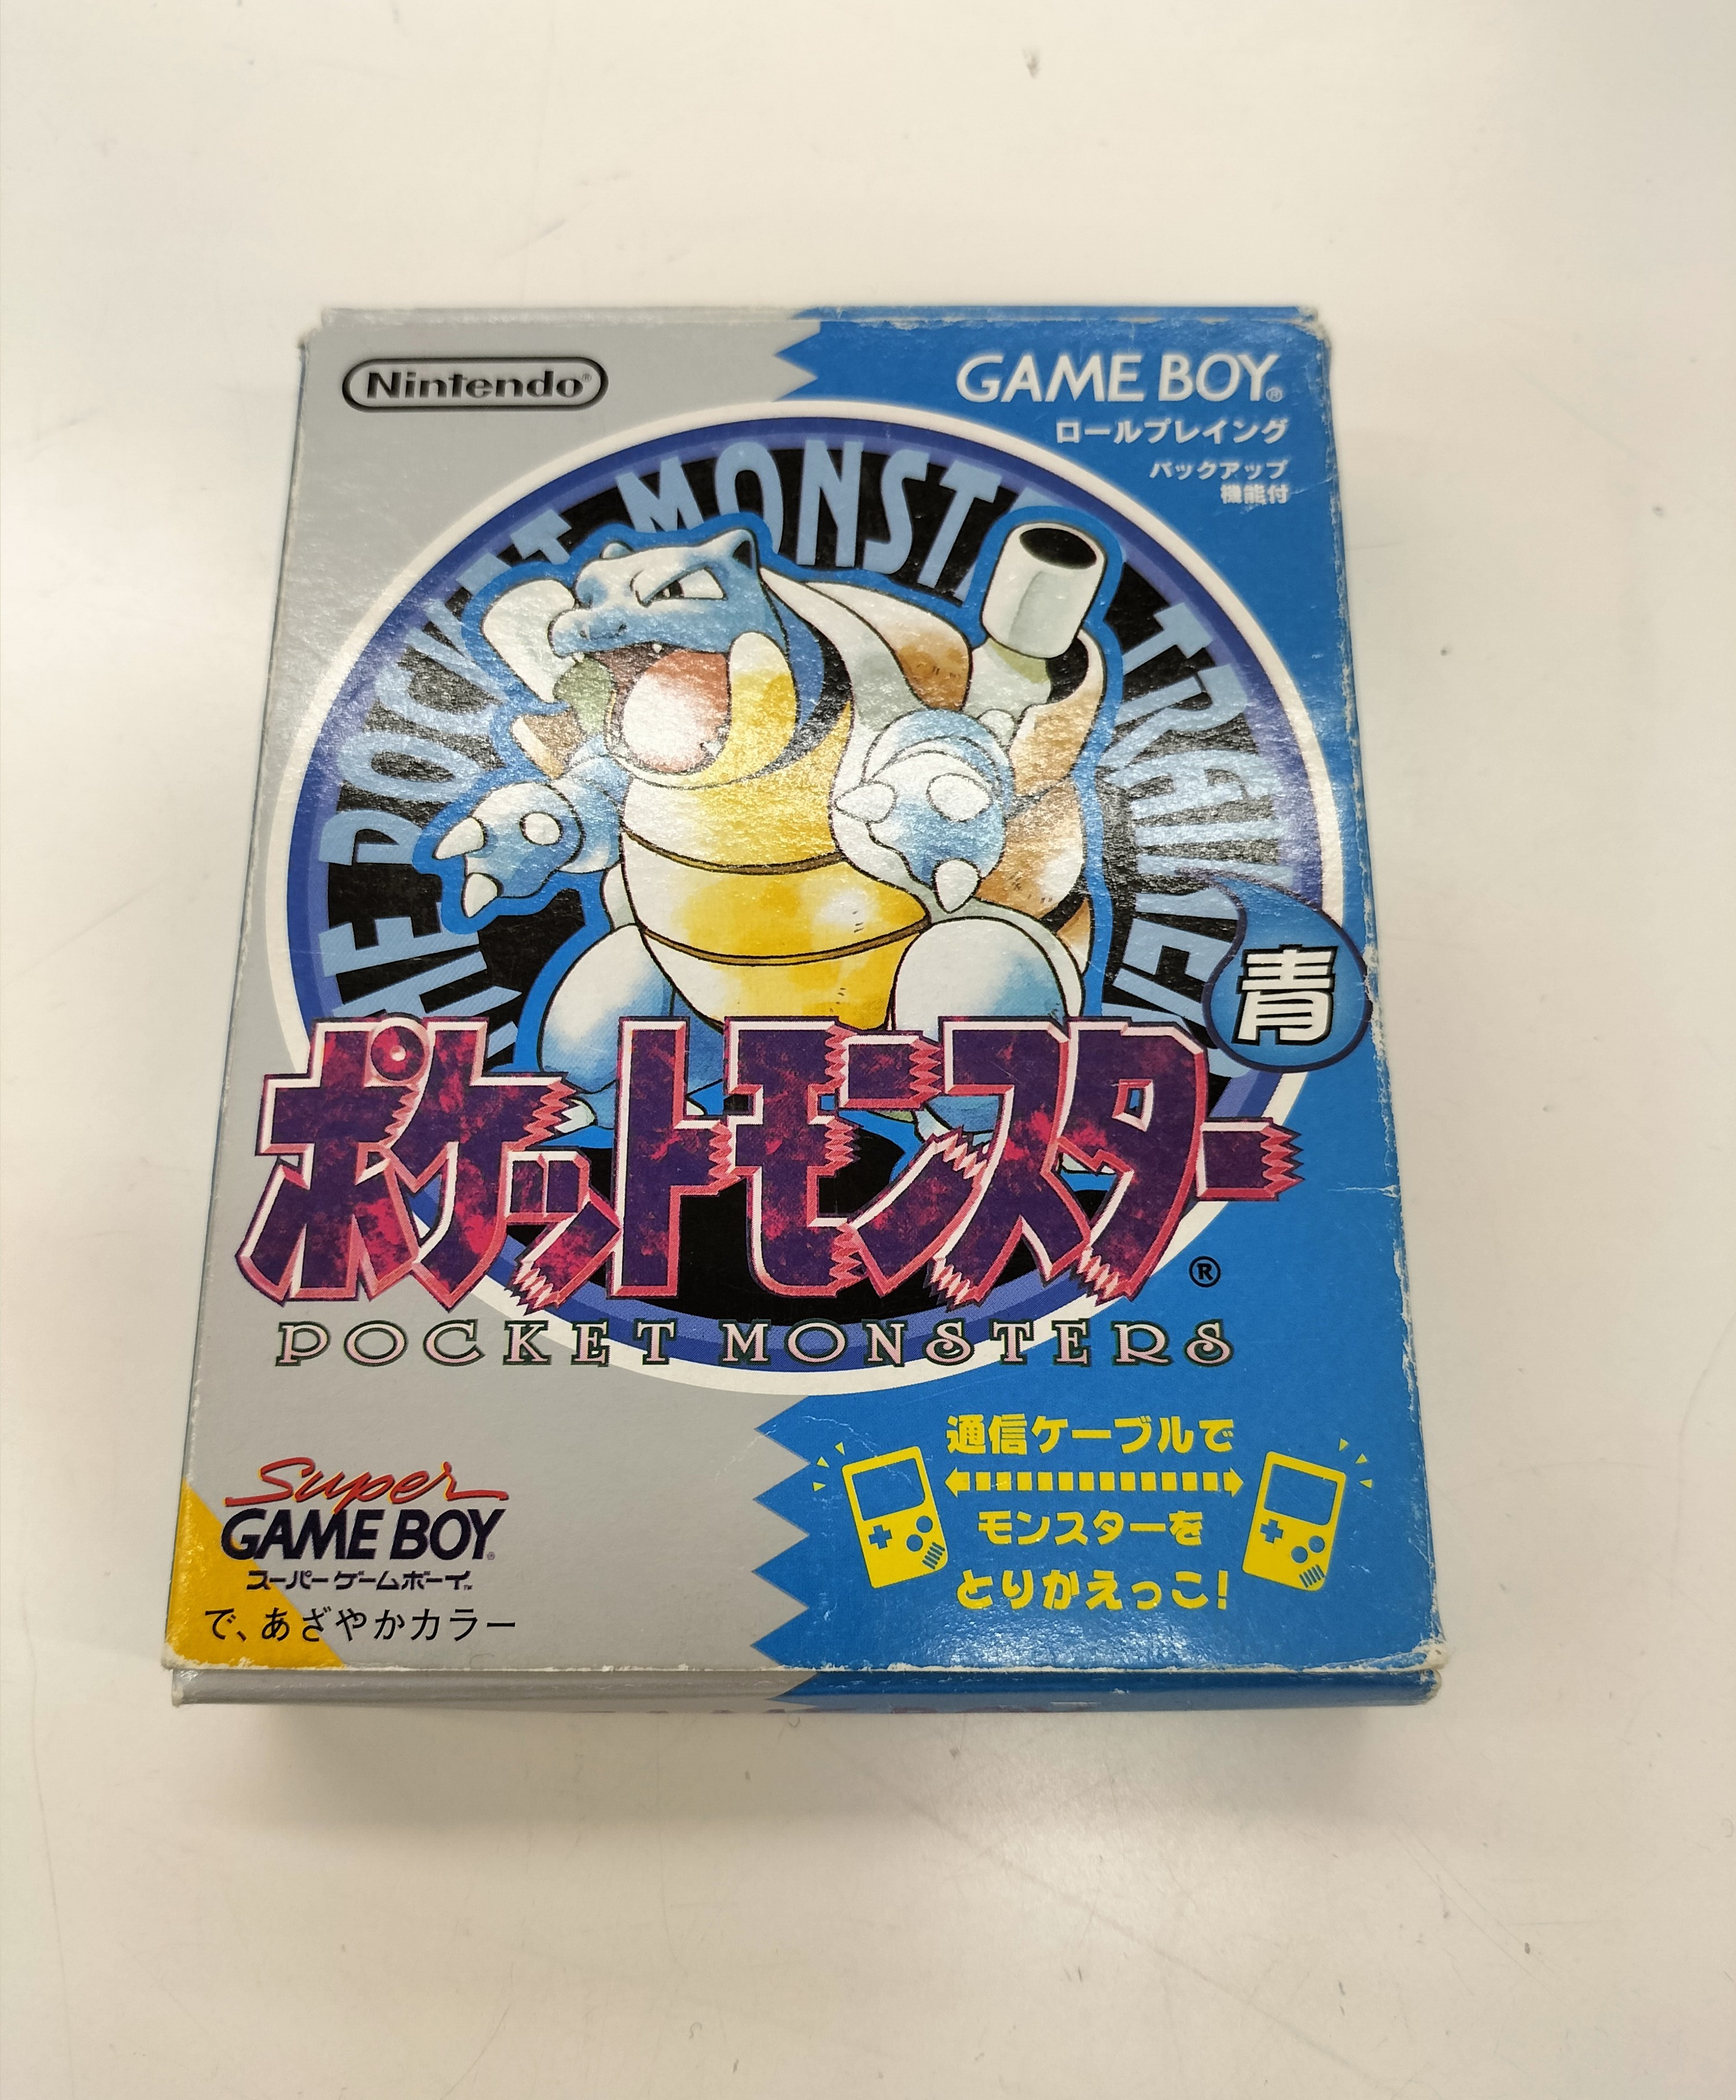 Nintendo®
GAME BOY®
ロールプレイング
バックアップ
機能付
POCKET MONST
青
ポケットモンスター®
POCKET MONSTERS
通信ケーブルで
モンスターを
とりかえっこ!
Super
GAME BOY®
スーパーゲームボーイ™
で、あざやかカラー